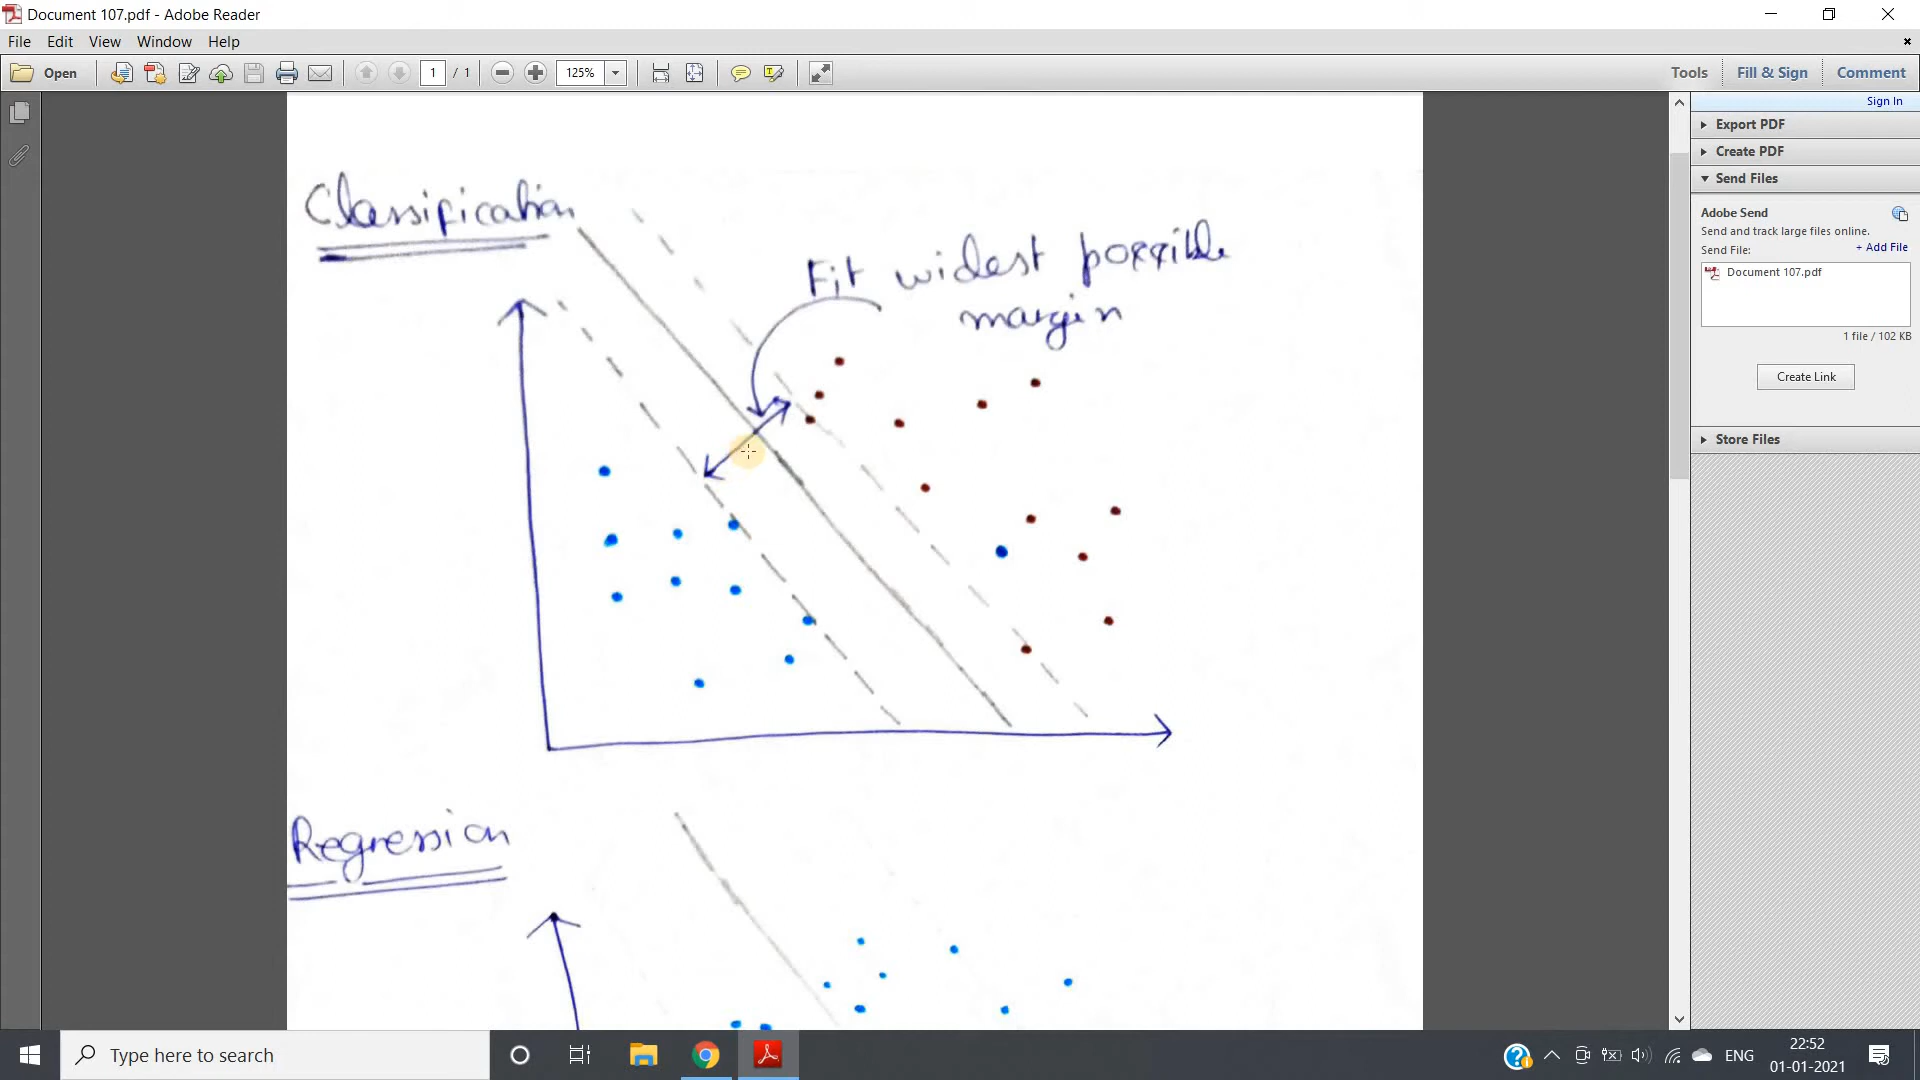 Document 107.pdf - Adobe Reader
File Edit View Window Help
Open 1 / 1 125% Tools Fill & Sign Comment
Sign In
Export PDF
Create PDF
Send Files
Adobe Send
Send and track large files online.
Send File: + Add File
Document 107.pdf
1 file / 102 KB
Create Link
Store Files
Classification
Fit widest possible
margin
Regression
Type here to search
ENG
22:52
01-01-2021